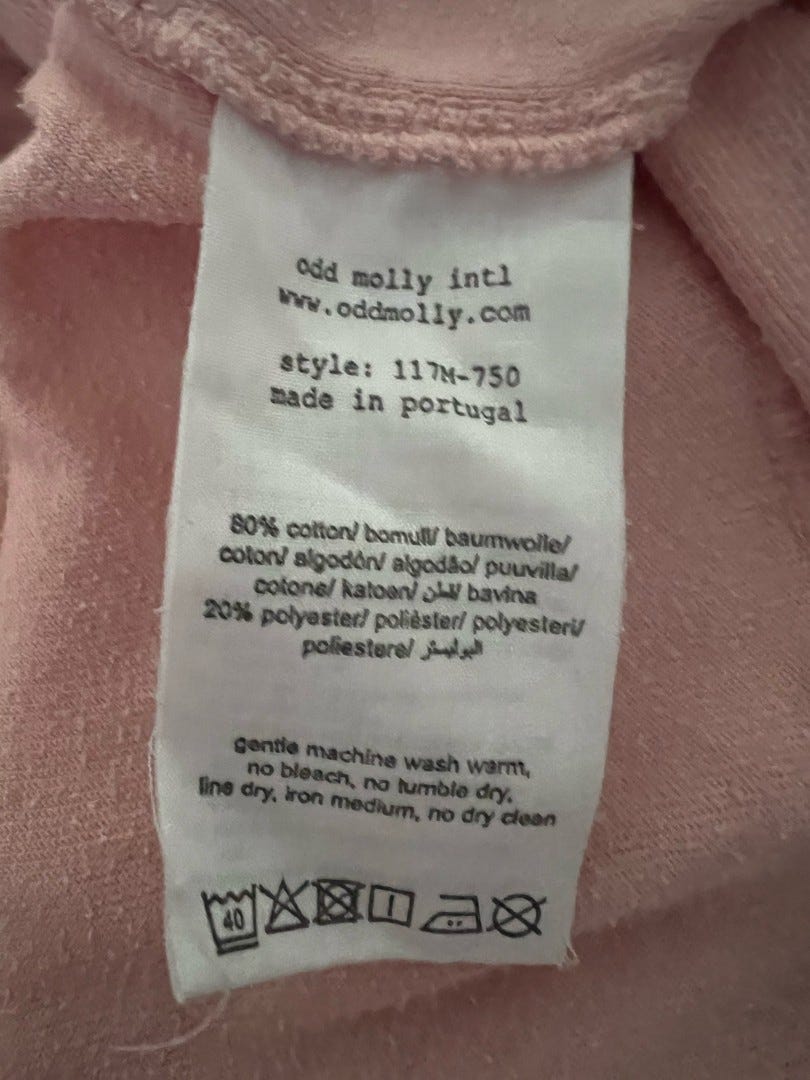 odd molly intl
www.oddmolly.com
style: 117M-750
made in portugal
80% cotton/ bomull/ baumwolle/
coton/ algodón/ algodão/ puuvilla/
cotone/ katoen/ القطن/ bavlna
20% polyester/ poliéster/ polyesteri/
poliestere/ البوليستر
gentle machine wash warm,
no bleach, no tumble dry,
line dry, iron medium, no dry clean
40